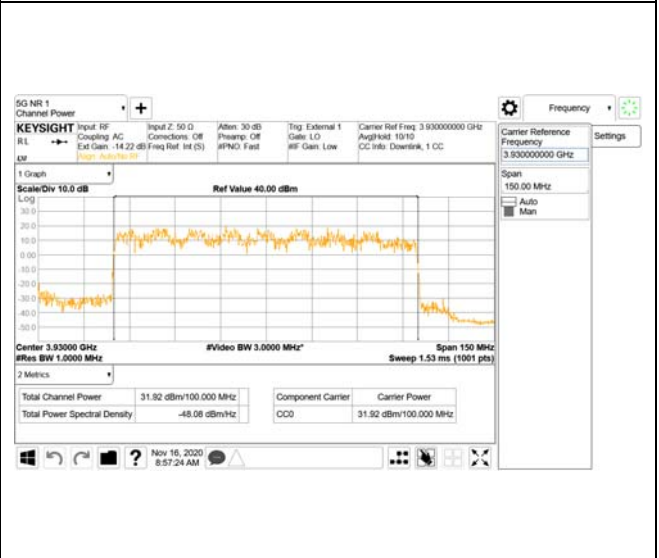 5G NR 1
Channel Power
Frequency
KEYSIGHT
RL
Input: RF
Coupling: AC
Ext Gain: -14.22 dB
Align: Auto/No RF
Input Z: 50 Ω
Corrections: Off
Freq Ref: Int (S)
Atten: 30 dB
Preamp: Off
#PNO: Fast
Trig: External 1
Gate: LO
#IF Gain: Low
Carrier Ref Freq: 3.930000000 GHz
Avg|Hold: 10/10
CC Info: Downlink, 1 CC
Carrier Reference
Frequency
3.930000000 GHz
Settings
Span
150.00 MHz
Auto
Man
1 Graph
Scale/Div 10.0 dB
Ref Value 40.00 dBm
Log
30.0
20.0
10.0
0.00
-10.0
-20.0
-30.0
-40.0
-50.0
Center 3.93000 GHz
#Video BW 3.0000 MHz*
Span 150 MHz
#Res BW 1.0000 MHz
Sweep 1.53 ms (1001 pts)
2 Metrics
Total Channel Power 31.92 dBm/100.000 MHz
Total Power Spectral Density -48.08 dBm/Hz
Component Carrier Carrier Power
CC0 31.92 dBm/100.000 MHz
?
Nov 16, 2020
8:57:24 AM